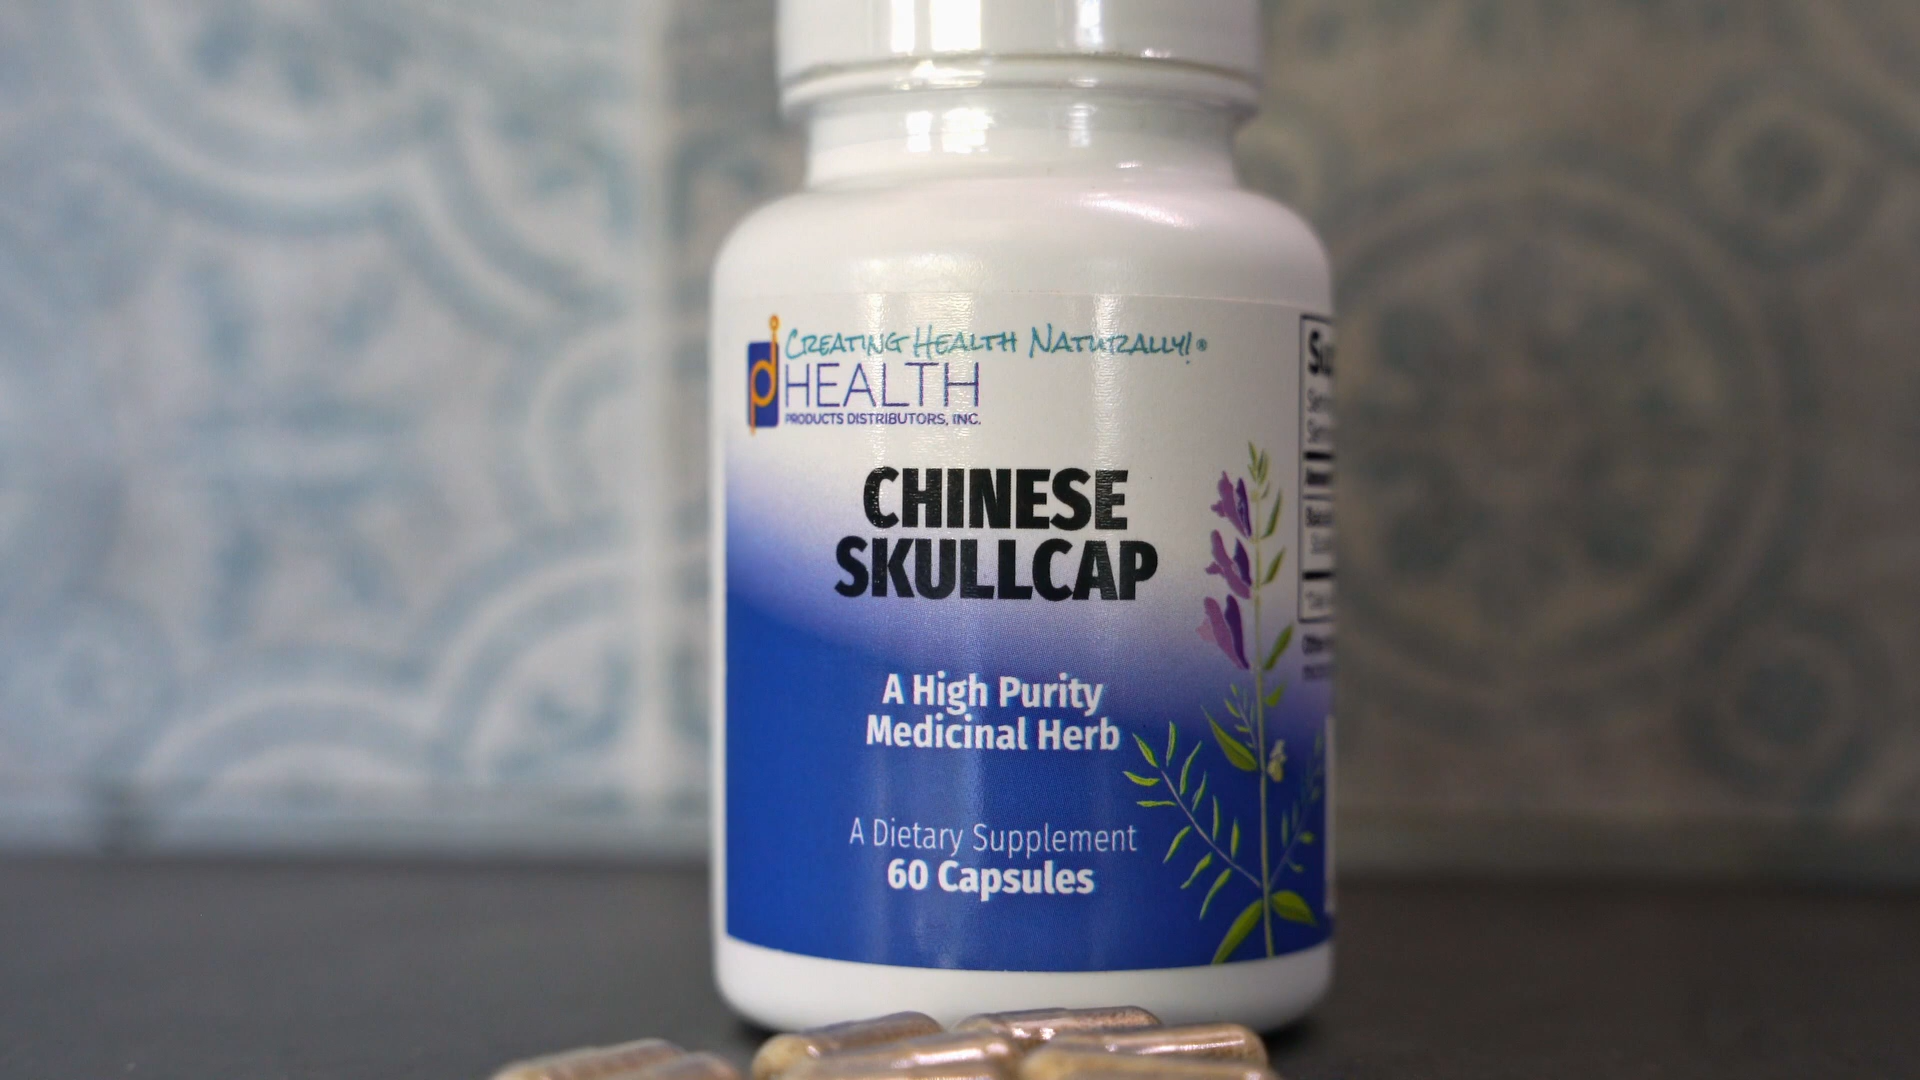 CREATING HEALTH NATURALLY!®
HEALTH
PRODUCTS DISTRIBUTORS, INC.
CHINESE
SKULLCAP
A High Purity
Medicinal Herb
A Dietary Supplement
60 Capsules